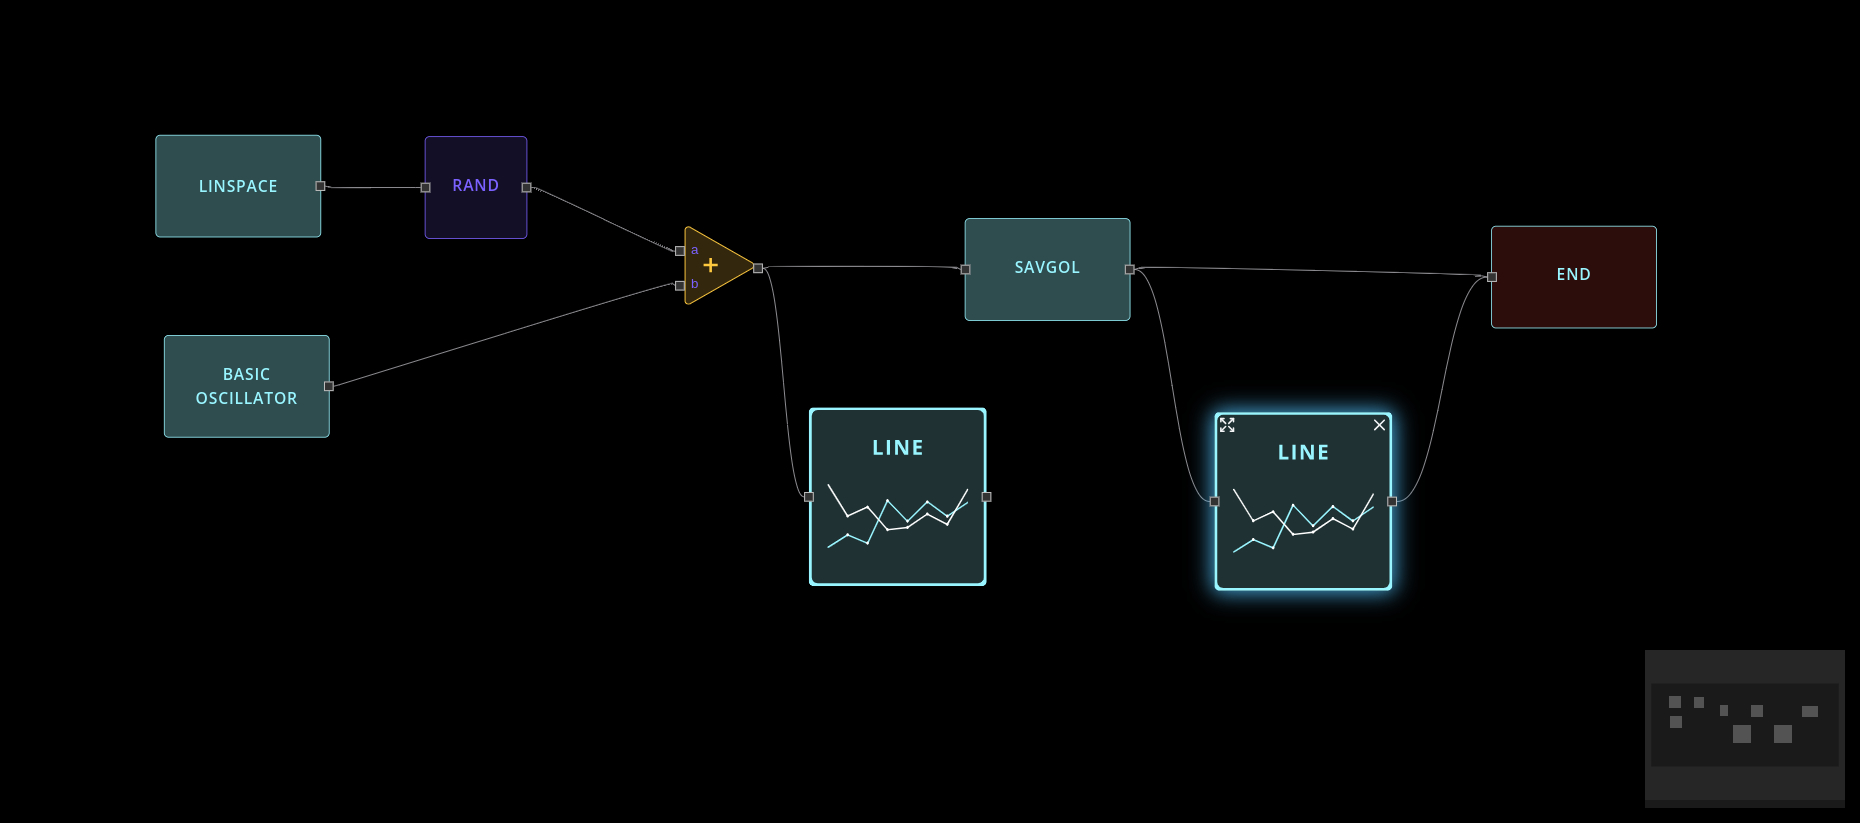 LINSPACE
RAND
a
+
b
SAVGOL
END
BASIC
OSCILLATOR
LINE
LINE